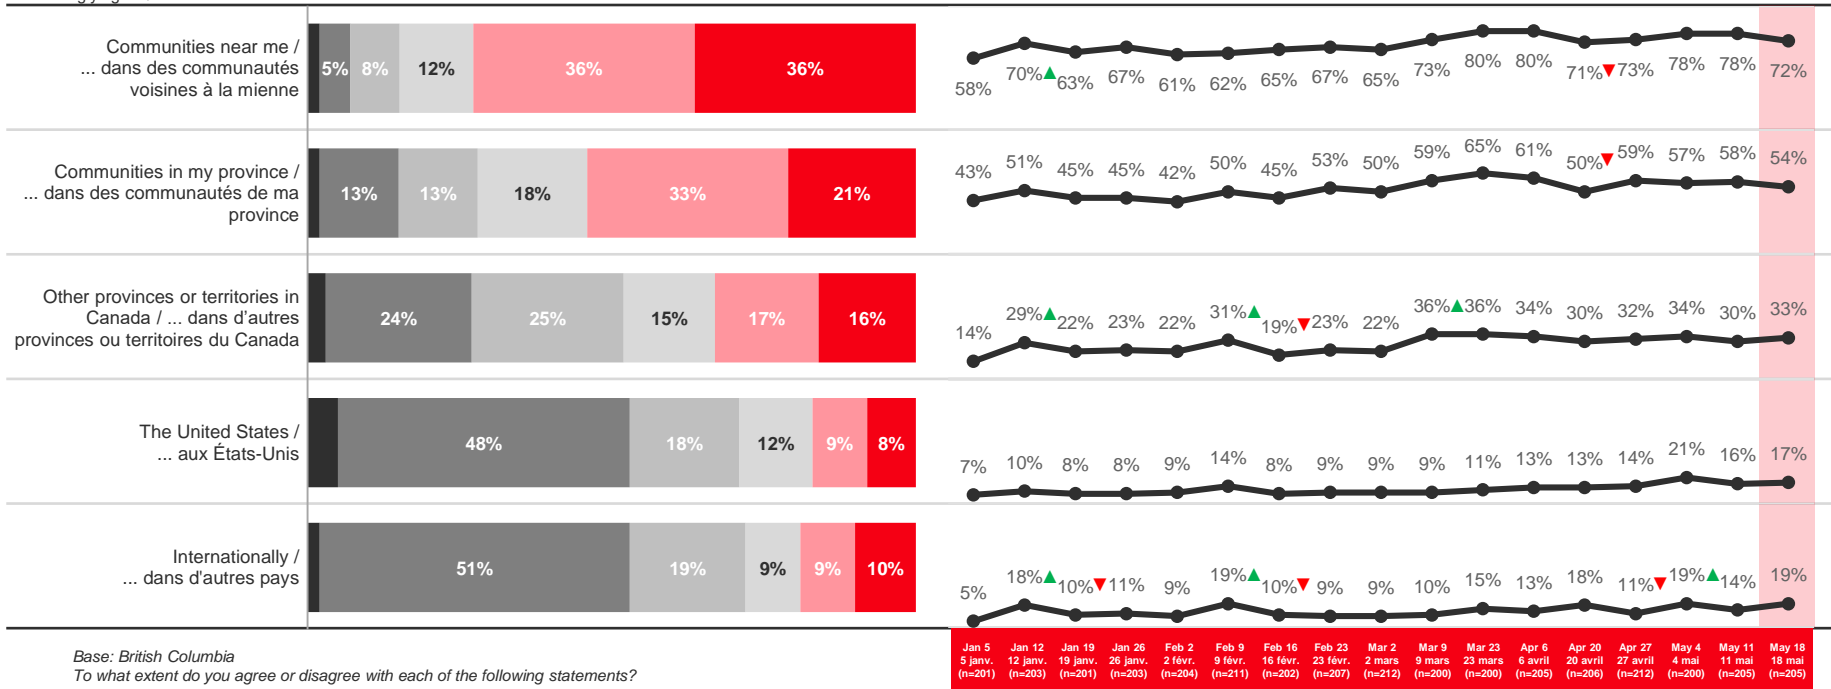 Communities near me /
... dans des communautés
voisines à la mienne
5% 8% 12% 36% 36%
58% 70% 63% 67% 61% 62% 65% 67% 65% 73% 80% 80% 71% 73% 78% 78% 72%
Communities in my province /
... dans des communautés de ma
province
13% 13% 18% 33% 21%
43% 51% 45% 45% 42% 50% 45% 53% 50% 59% 65% 61% 50% 59% 57% 58% 54%
Other provinces or territories in
Canada / ... dans d'autres
provinces ou territoires du Canada
24% 25% 15% 17% 16%
14% 29% 22% 23% 22% 31% 19% 23% 22% 36% 36% 34% 30% 32% 34% 30% 33%
The United States /
... aux États-Unis
48% 18% 12% 9% 8%
7% 10% 8% 8% 9% 14% 8% 9% 9% 9% 11% 13% 13% 14% 21% 16% 17%
Internationally /
... dans d'autres pays
51% 19% 9% 9% 10%
5% 18% 10% 11% 9% 19% 10% 9% 9% 10% 15% 13% 18% 11% 19% 14% 19%
Jan 5 Jan 12 Jan 19 Jan 26 Feb 2 Feb 9 Feb 16 Feb 23 Mar 2 Mar 9 Mar 23 Apr 6 Apr 20 Apr 27 May 4 May 11 May 18
5 janv. 12 janv. 19 janv. 26 janv. 2 févr. 9 févr. 16 févr. 23 févr. 2 mars 9 mars 23 mars 6 avril 20 avril 27 avril 4 mai 11 mai 18 mai
(n=201) (n=203) (n=201) (n=203) (n=204) (n=211) (n=202) (n=207) (n=212) (n=200) (n=200) (n=205) (n=206) (n=212) (n=200) (n=205) (n=205)
Base: British Columbia
To what extent do you agree or disagree with each of the following statements?